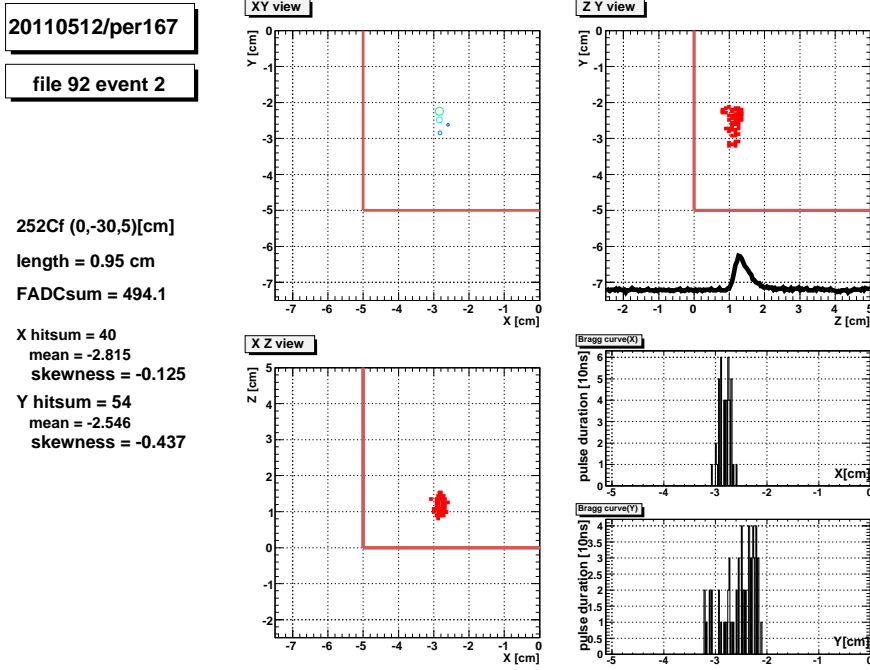 20110512/per167
file 92 event 2
252Cf (0,-30,5)[cm]
length = 0.95 cm
FADCsum = 494.1
X hitsum = 40
mean = -2.815
skewness = -0.125
Y hitsum = 54
mean = -2.546
skewness = -0.437
XY view
Y [cm]
0
-1
-2
-3
-4
-5
-6
-7
-7 -6 -5 -4 -3 -2 -1 0
X [cm]
Z Y view
Y [cm]
0
-1
-2
-3
-4
-5
-6
-7
-2 -1 0 1 2 3 4 5
Z [cm]
X Z view
Z [cm]
5
4
3
2
1
0
-1
-2
-7 -6 -5 -4 -3 -2 -1 0
X [cm]
Bragg curve(X)
pulse duration [10ns]
6
5
4
3
2
1
0
-5 -4 -3 -2 -1 0
X[cm]
Bragg curve(Y)
pulse duration [10ns]
4
3.5
3
2.5
2
1.5
1
0.5
0
-5 -4 -3 -2 -1 0
Y[cm]